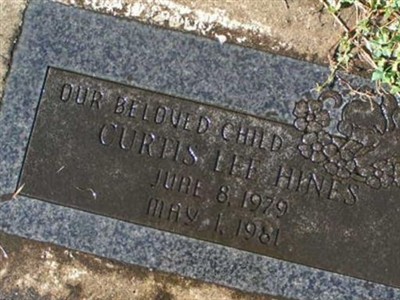 OUR BELOVED CHILD
CURTIS LEE HINES
JUNE 8, 1979
MAY 1, 1981